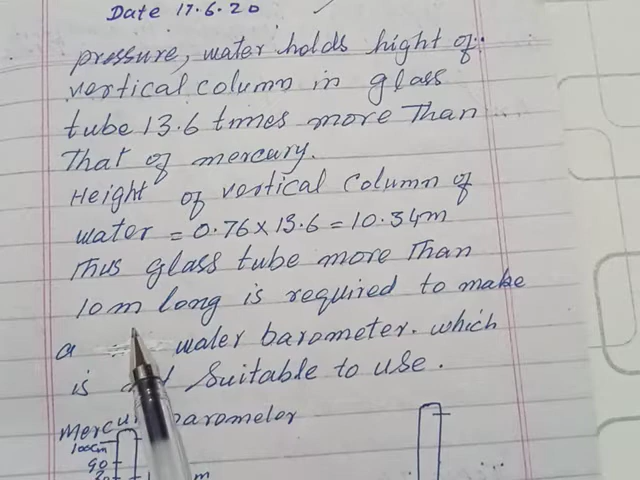 Date 17.6.20
pressure, water holds hight of
vertical column in glass
tube 13.6 times more Than
That of mercury.
Height of vertical column of
water = 0.76 x 13.6 = 10.34m
Thus glass tube more Than
10m long is required to make
a water barometer. which
is suitable to use.
barometer
100cm
90
m